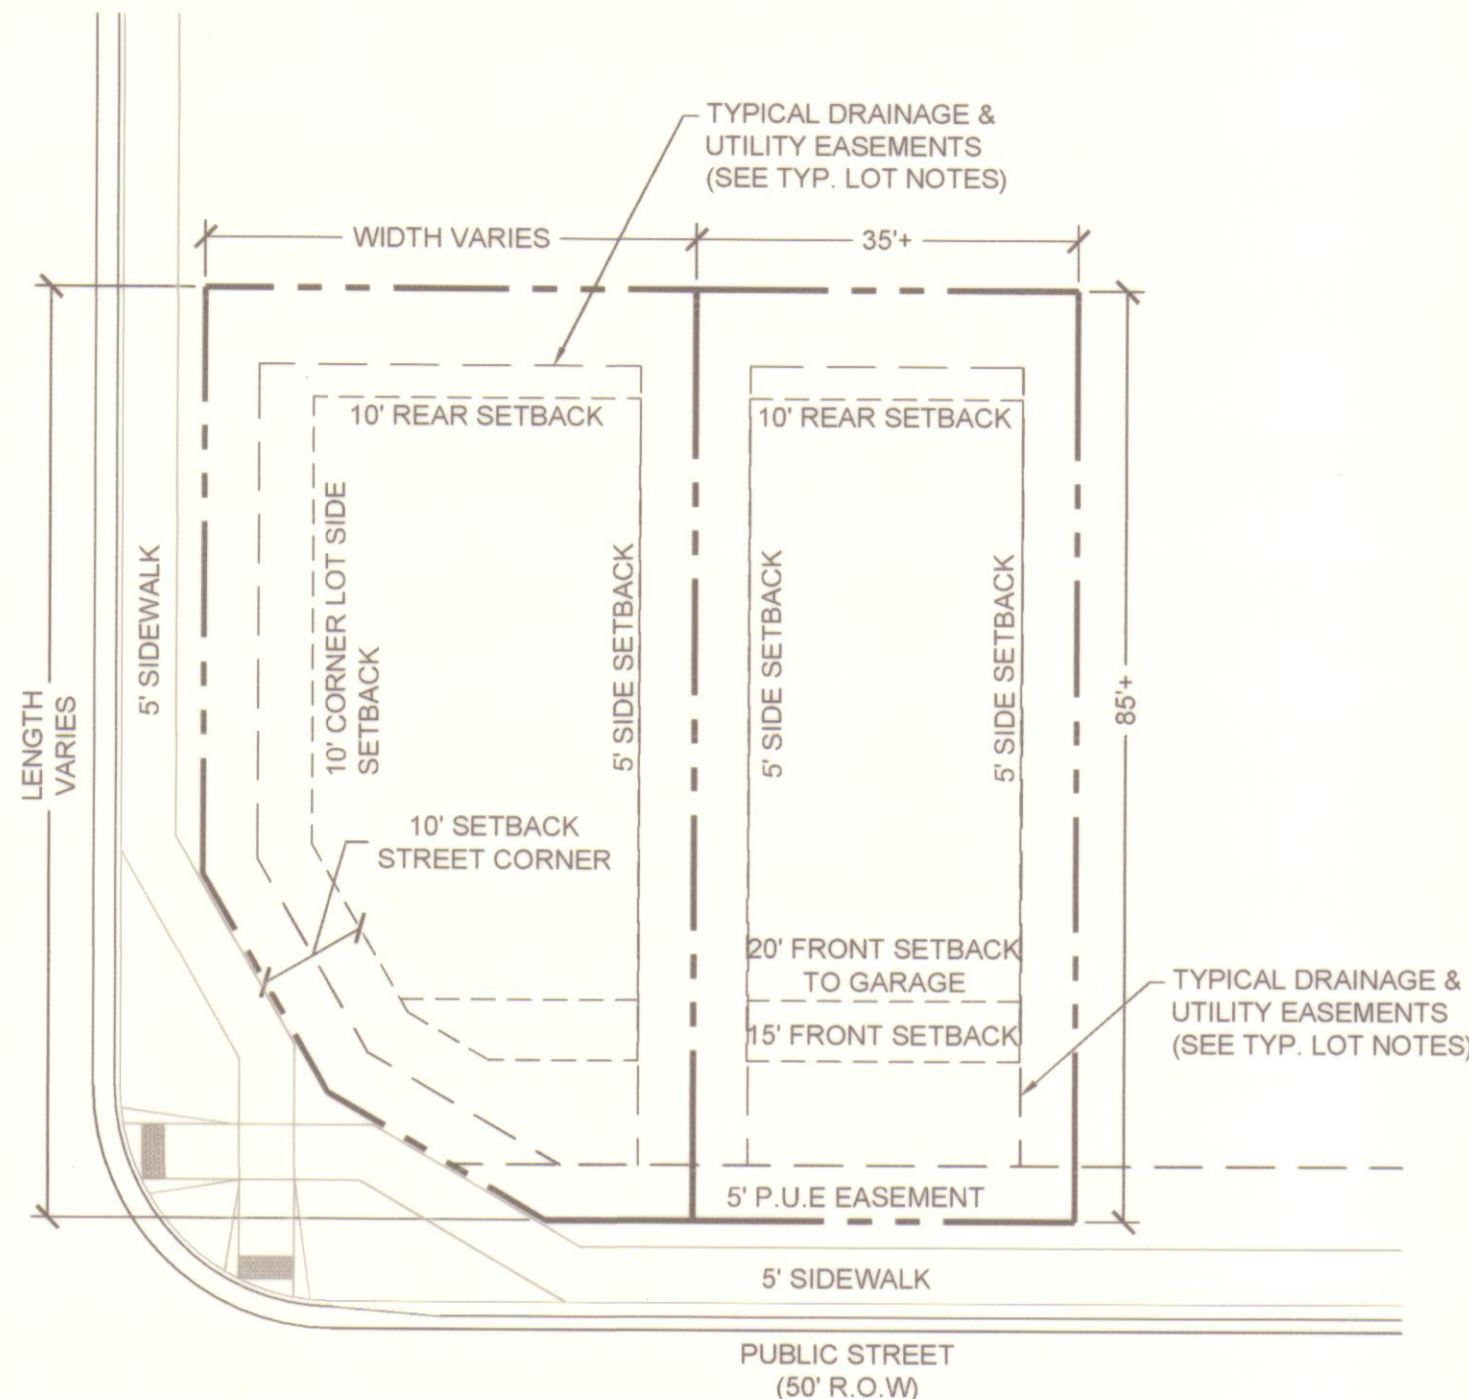 TYPICAL DRAINAGE &
UTILITY EASEMENTS
(SEE TYP. LOT NOTES)
WIDTH VARIES
35'+
10' REAR SETBACK
10' REAR SETBACK
5' SIDEWALK
10' CORNER LOT SIDE
SETBACK
5' SIDE SETBACK
5' SIDE SETBACK
5' SIDE SETBACK
LENGTH
VARIES
85'+
10' SETBACK
STREET CORNER
20' FRONT SETBACK
TO GARAGE
15' FRONT SETBACK
TYPICAL DRAINAGE &
UTILITY EASEMENTS
(SEE TYP. LOT NOTES)
5' P.U.E EASEMENT
5' SIDEWALK
PUBLIC STREET
(50' R.O.W)